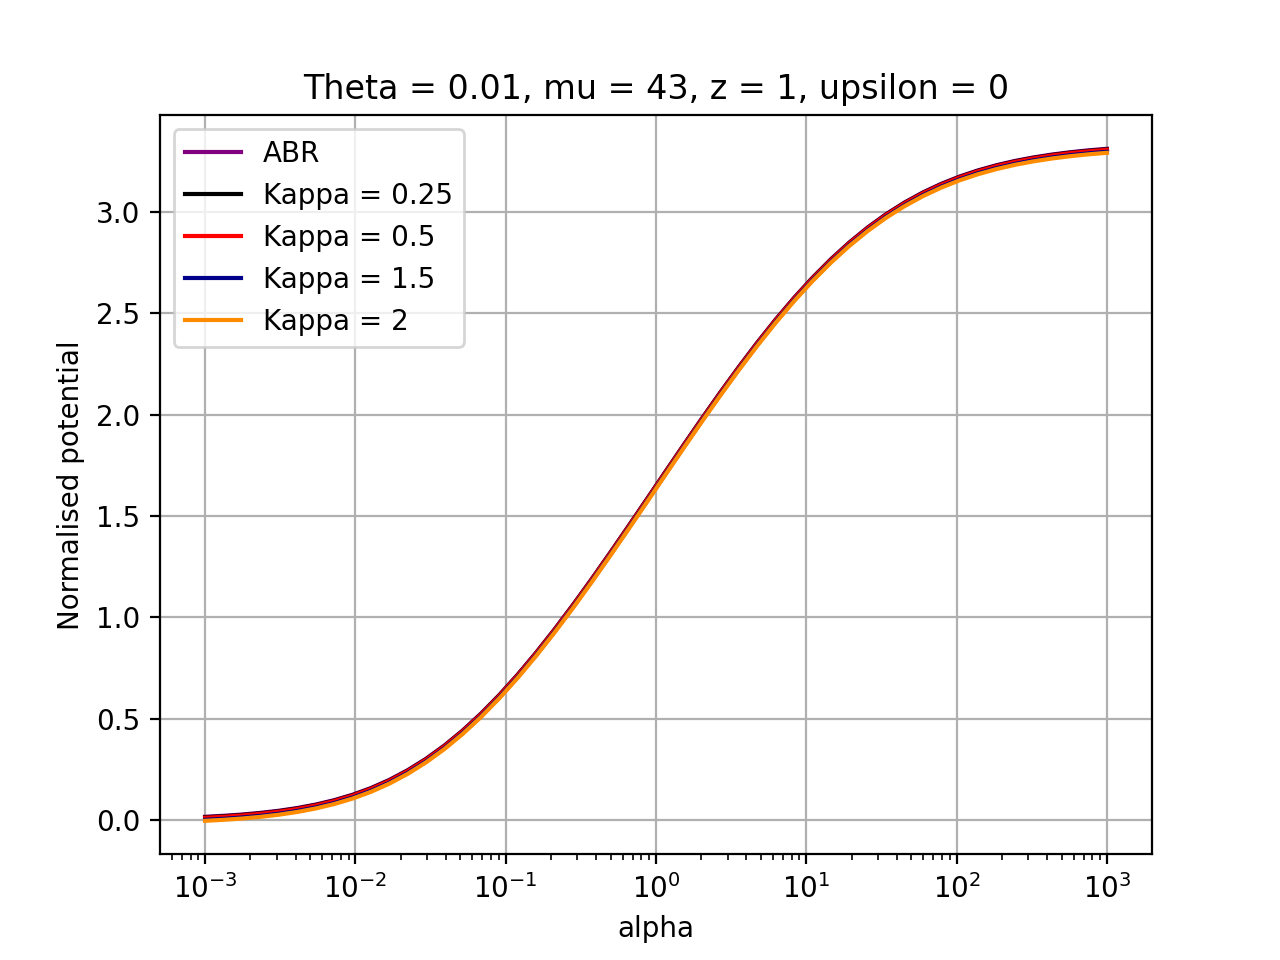 Theta = 0.01, mu = 43, z = 1, upsilon = 0
ABR
Kappa = 0.25
Kappa = 0.5
Kappa = 1.5
Kappa = 2
Normalised potential
3.0
2.5
2.0
1.5
1.0
0.5
0.0
10⁻³ 10⁻² 10⁻¹ 10⁰ 10¹ 10² 10³
alpha